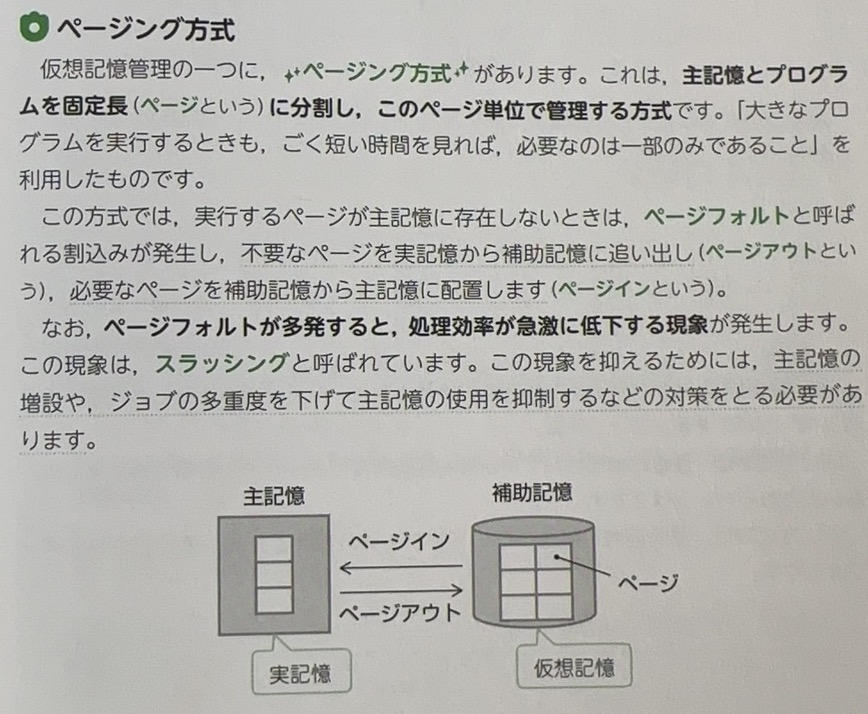 ページング方式
仮想記憶管理の一つに，ページング方式があります。これは，主記憶とプログラ
ムを固定長（ページという）に分割し，このページ単位で管理する方式です。「大きなプロ
グラムを実行するときも，ごく短い時間を見れば，必要なのは一部のみであること」を
利用したものです。
この方式では，実行するページが主記憶に存在しないときは，ページフォルトと呼ば
れる割込みが発生し，不要なページを実記憶から補助記憶に追い出し（ページアウトとい
う），必要なページを補助記憶から主記憶に配置します（ページインという）。
なお，ページフォルトが多発すると，処理効率が急激に低下する現象が発生します。
この現象は，スラッシングと呼ばれています。この現象を抑えるためには，主記憶の
増設や，ジョブの多重度を下げて主記憶の使用を抑制するなどの対策をとる必要があ
ります。
主記憶
補助記憶
ページイン
ページ
ページアウト
実記憶
仮想記憶